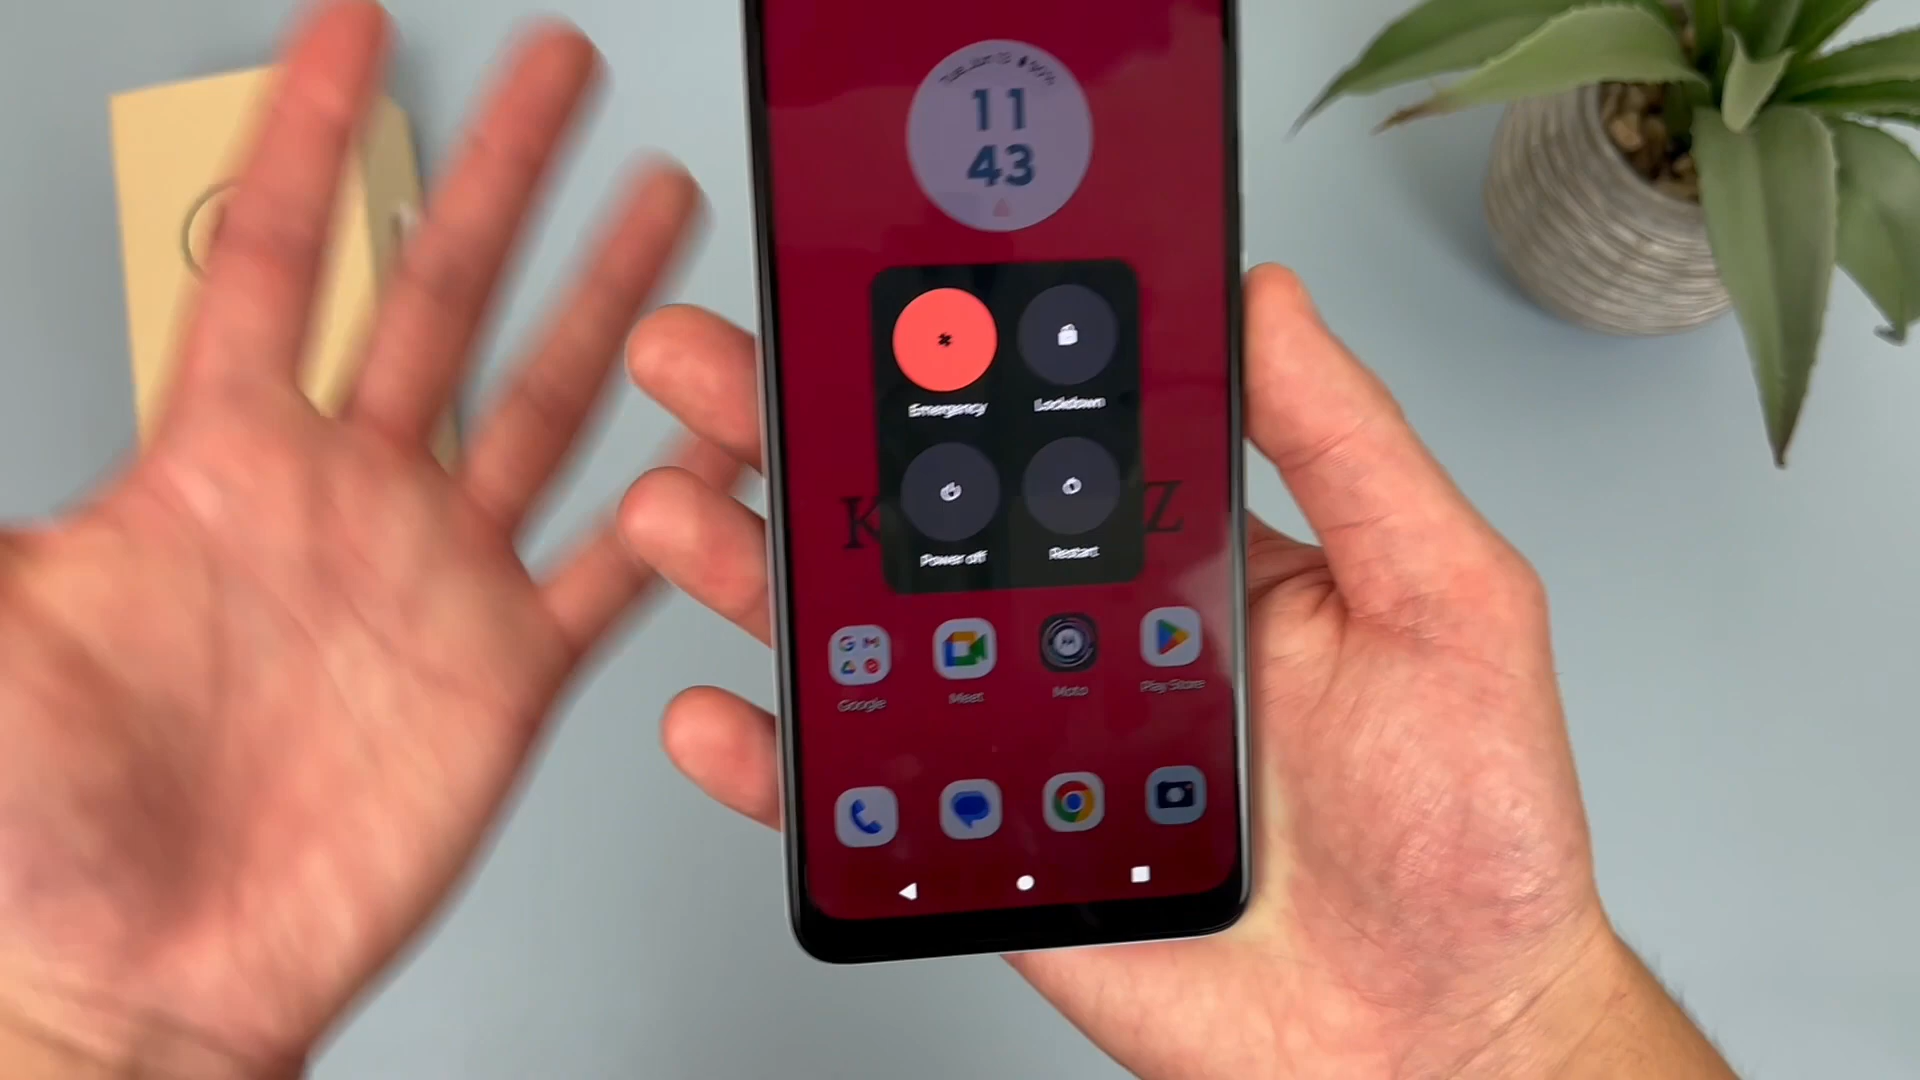 11
43
Emergency
Lockdown
K Z
Power off
Restart
Google
Meet
Moto
Play Store